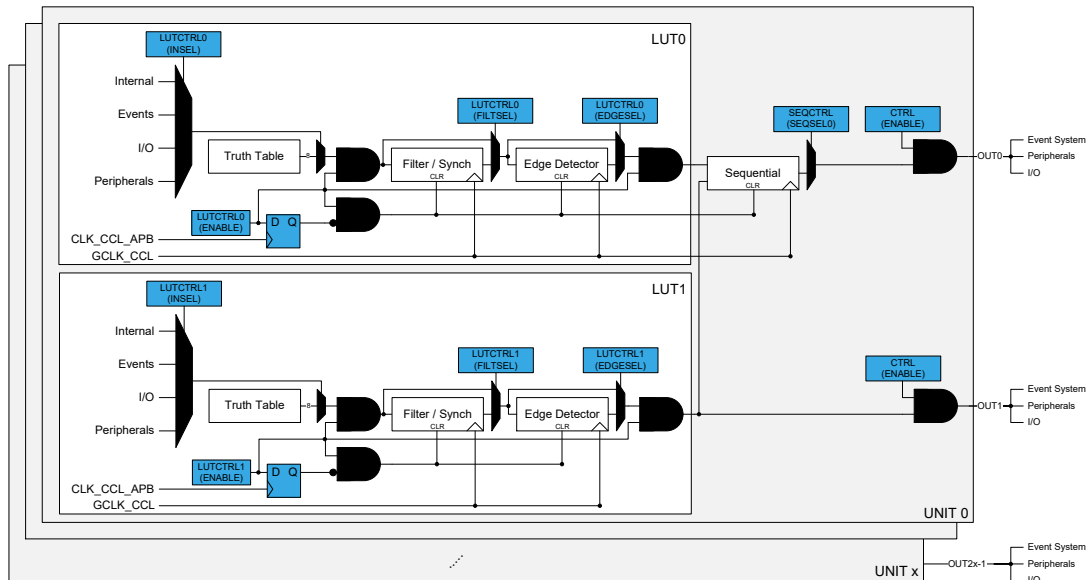 LUT0
LUTCTRL0
(INSEL)
Internal
Events
I/O
Peripherals
Truth Table
8
LUTCTRL0
(FILTSEL)
LUTCTRL0
(EDGESEL)
Filter / Synch
CLR
Edge Detector
CLR
LUTCTRL0
(ENABLE)
D Q
CLK_CCL_APB
GCLK_CCL
SEQCTRL
(SEQSEL0)
Sequential
CLR
CTRL
(ENABLE)
OUT0
Event System
Peripherals
I/O
LUT1
LUTCTRL1
(INSEL)
Internal
Events
I/O
Peripherals
Truth Table
8
LUTCTRL1
(FILTSEL)
LUTCTRL1
(EDGESEL)
Filter / Synch
CLR
Edge Detector
CLR
LUTCTRL1
(ENABLE)
D Q
CLK_CCL_APB
GCLK_CCL
CTRL
(ENABLE)
OUT1
Event System
Peripherals
I/O
UNIT 0
UNIT x
OUT2x-1
Event System
Peripherals
I/O